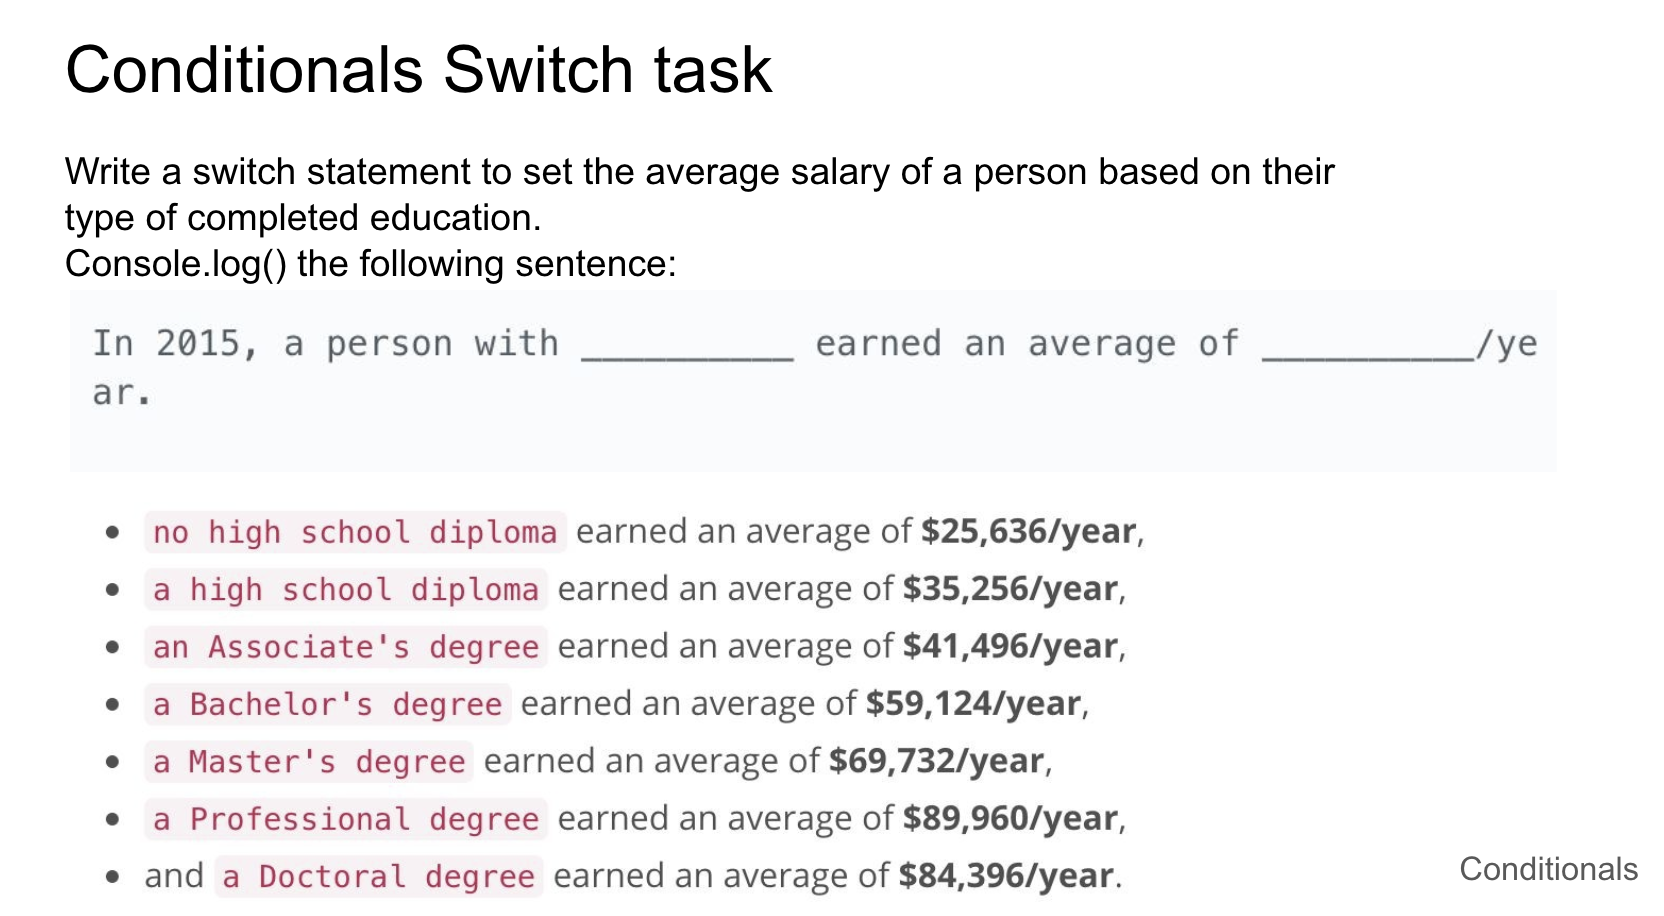 Conditionals Switch task
Write a switch statement to set the average salary of a person based on their
type of completed education.
Console.log() the following sentence:
In 2015, a person with __________ earned an average of __________/ye
ar.
• no high school diploma earned an average of $25,636/year,
• a high school diploma earned an average of $35,256/year,
• an Associate's degree earned an average of $41,496/year,
• a Bachelor's degree earned an average of $59,124/year,
• a Master's degree earned an average of $69,732/year,
• a Professional degree earned an average of $89,960/year,
• and a Doctoral degree earned an average of $84,396/year.
Conditionals